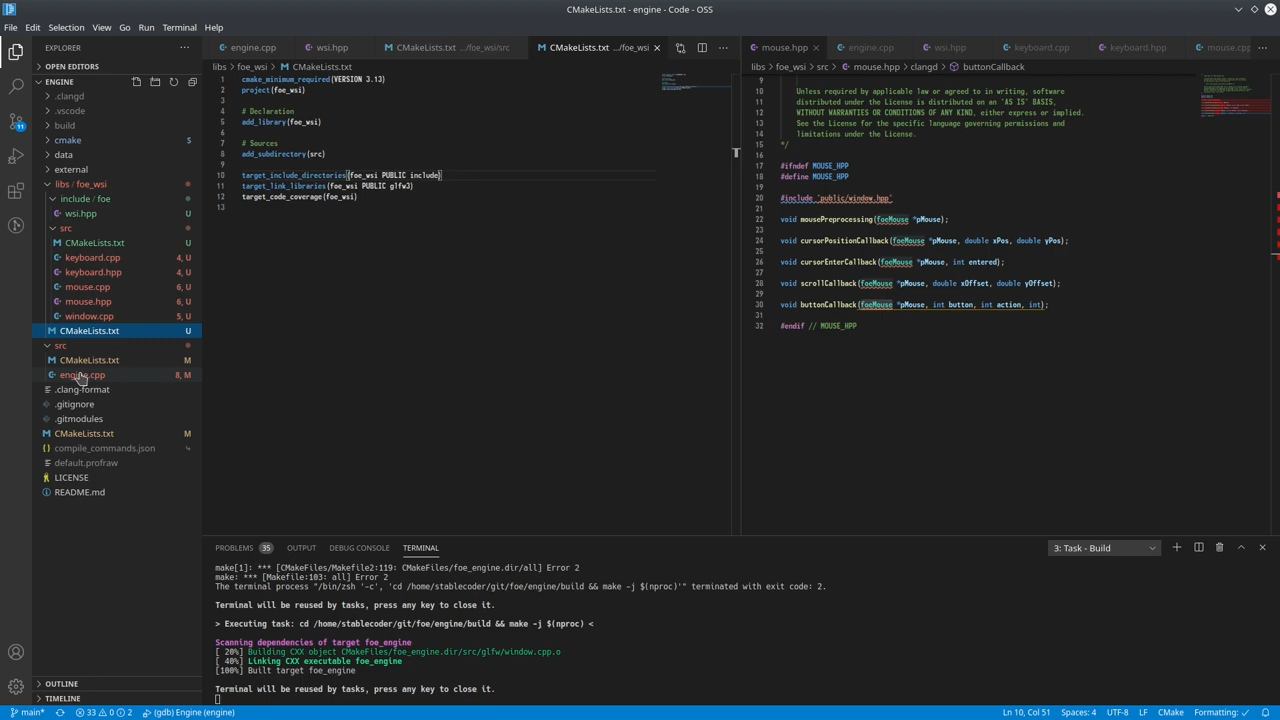 CMakeLists.txt - engine - Code - OSS
File Edit Selection View Go Run Terminal Help
EXPLORER
OPEN EDITORS
ENGINE
.clangd
.vscode
build
cmake S
data
external
libs / foe_wsi
include / foe
wsi.hpp U
src
CMakeLists.txt U
keyboard.cpp 4, U
keyboard.hpp 4, U
mouse.cpp 6, U
mouse.hpp 6, U
window.cpp 5, U
CMakeLists.txt U
src
CMakeLists.txt M
engine.cpp 8, M
.clang-format
.gitignore
.gitmodules
CMakeLists.txt M
compile_commands.json
default.profraw
LICENSE
README.md
OUTLINE
TIMELINE
11
engine.cpp wsi.hpp CMakeLists.txt .../foe_wsi/src CMakeLists.txt .../foe_wsi
libs > foe_wsi > CMakeLists.txt
1 cmake_minimum_required(VERSION 3.13)
2 project(foe_wsi)
3
4 # Declaration
5 add_library(foe_wsi)
6
7 # Sources
8 add_subdirectory(src)
9
10 target_include_directories(foe_wsi PUBLIC include)
11 target_link_libraries(foe_wsi PUBLIC glfw3)
12 target_code_coverage(foe_wsi)
13
mouse.hpp engine.cpp wsi.hpp keyboard.cpp keyboard.hpp mouse.cpp
libs > foe_wsi > src > mouse.hpp > clangd > buttonCallback
9
10 Unless required by applicable law or agreed to in writing, software
11 distributed under the License is distributed on an "AS IS" BASIS,
12 WITHOUT WARRANTIES OR CONDITIONS OF ANY KIND, either express or implied.
13 See the License for the specific language governing permissions and
14 limitations under the License.
15 */
16
17 #ifndef MOUSE_HPP
18 #define MOUSE_HPP
19
20 #include "public/window.hpp"
21
22 void mousePreprocessing(foeMouse *pMouse);
23
24 void cursorPositionCallback(foeMouse *pMouse, double xPos, double yPos);
25
26 void cursorEnterCallback(foeMouse *pMouse, int entered);
27
28 void scrollCallback(foeMouse *pMouse, double xOffset, double yOffset);
29
30 void buttonCallback(foeMouse *pMouse, int button, int action, int);
31
32 #endif // MOUSE_HPP
PROBLEMS 35 OUTPUT DEBUG CONSOLE TERMINAL 3: Task - Build
make[1]: *** [CMakeFiles/Makefile2:119: CMakeFiles/foe_engine.dir/all] Error 2
make: *** [Makefile:103: all] Error 2
The terminal process "/bin/zsh '-c', 'cd /home/stablecoder/git/foe/engine/build && make -j $(nproc)'" terminated with exit code: 2.
Terminal will be reused by tasks, press any key to close it.
> Executing task: cd /home/stablecoder/git/foe/engine/build && make -j $(nproc) <
Scanning dependencies of target foe_engine
[ 20%] Building CXX object CMakeFiles/foe_engine.dir/src/glfw/window.cpp.o
[ 40%] Linking CXX executable foe_engine
[100%] Built target foe_engine
Terminal will be reused by tasks, press any key to close it.
main* 33 0 2 (gdb) Engine (engine) Ln 10, Col 51 Spaces: 4 UTF-8 LF CMake Formatting: ✓